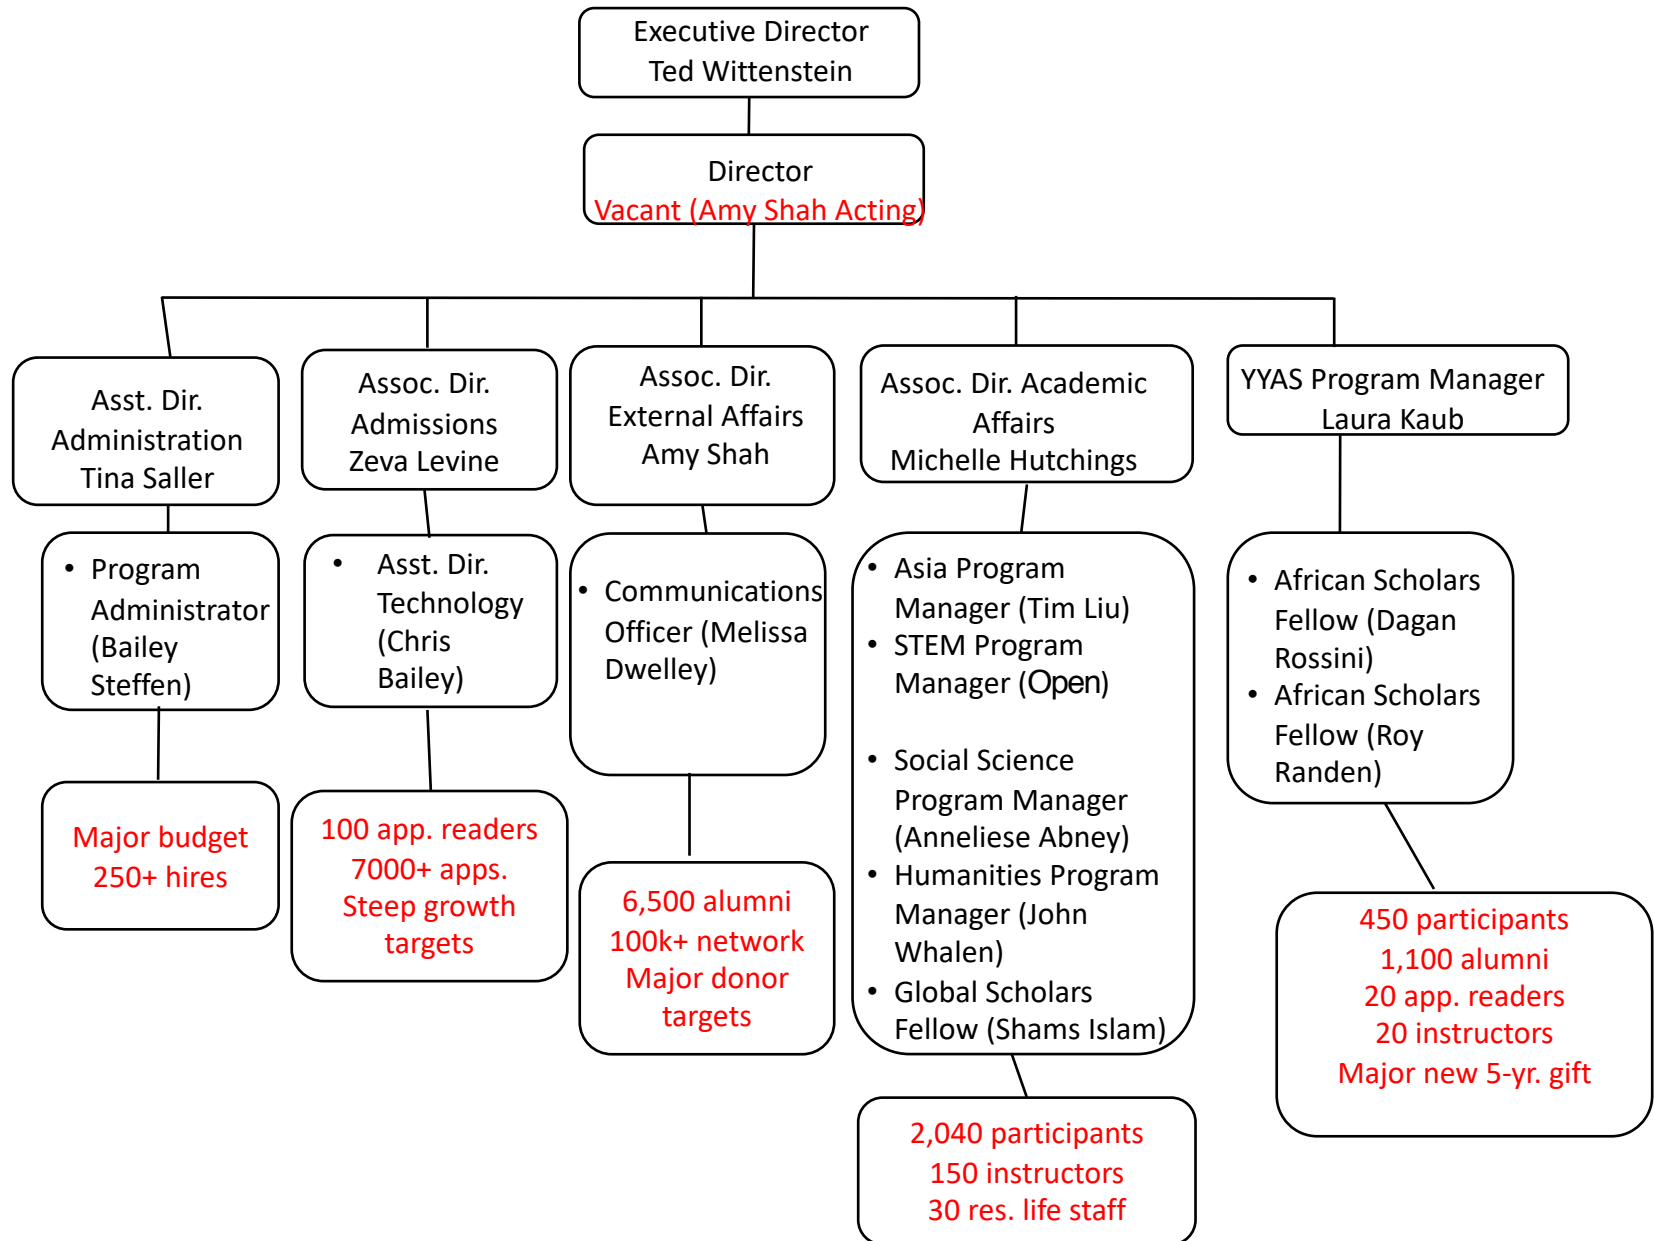 Executive Director
Ted Wittenstein
Director
Vacant (Amy Shah Acting)
Asst. Dir.
Administration
Tina Saller
Assoc. Dir.
Admissions
Zeva Levine
Assoc. Dir.
External Affairs
Amy Shah
Assoc. Dir. Academic
Affairs
Michelle Hutchings
YYAS Program Manager
Laura Kaub
• Program
Administrator
(Bailey
Steffen)
• Asst. Dir.
Technology
(Chris
Bailey)
• Communications
Officer (Melissa
Dwelley)
• Asia Program
Manager (Tim Liu)
• STEM Program
Manager (Open)
• Social Science
Program Manager
(Anneliese Abney)
• Humanities Program
Manager (John
Whalen)
• Global Scholars
Fellow (Shams Islam)
• African Scholars
Fellow (Dagan
Rossini)
• African Scholars
Fellow (Roy
Randen)
Major budget
250+ hires
100 app. readers
7000+ apps.
Steep growth
targets
6,500 alumni
100k+ network
Major donor
targets
2,040 participants
150 instructors
30 res. life staff
450 participants
1,100 alumni
20 app. readers
20 instructors
Major new 5-yr. gift